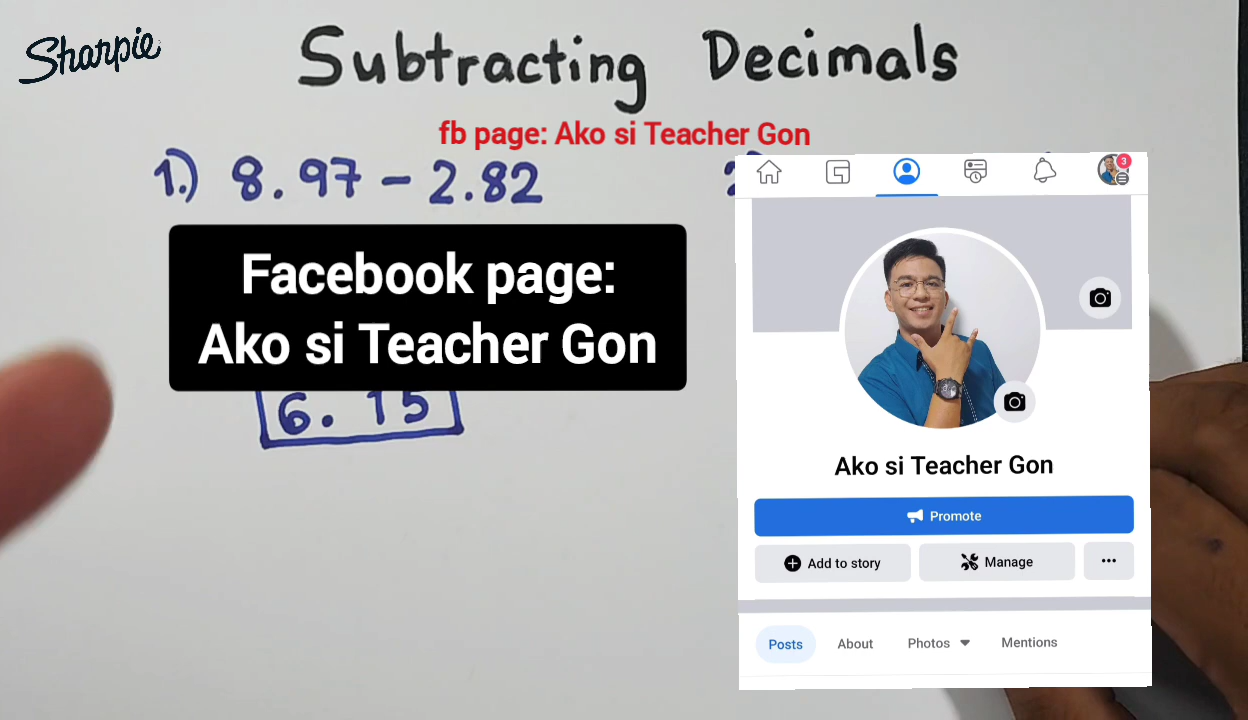 Sharpie
Subtracting Decimals
fb page: Ako si Teacher Gon
1.) 8.97 - 2.82
3
Facebook page:
Ako si Teacher Gon
6.15
Ako si Teacher Gon
Promote
Add to story
Manage
Posts
About
Photos
Mentions